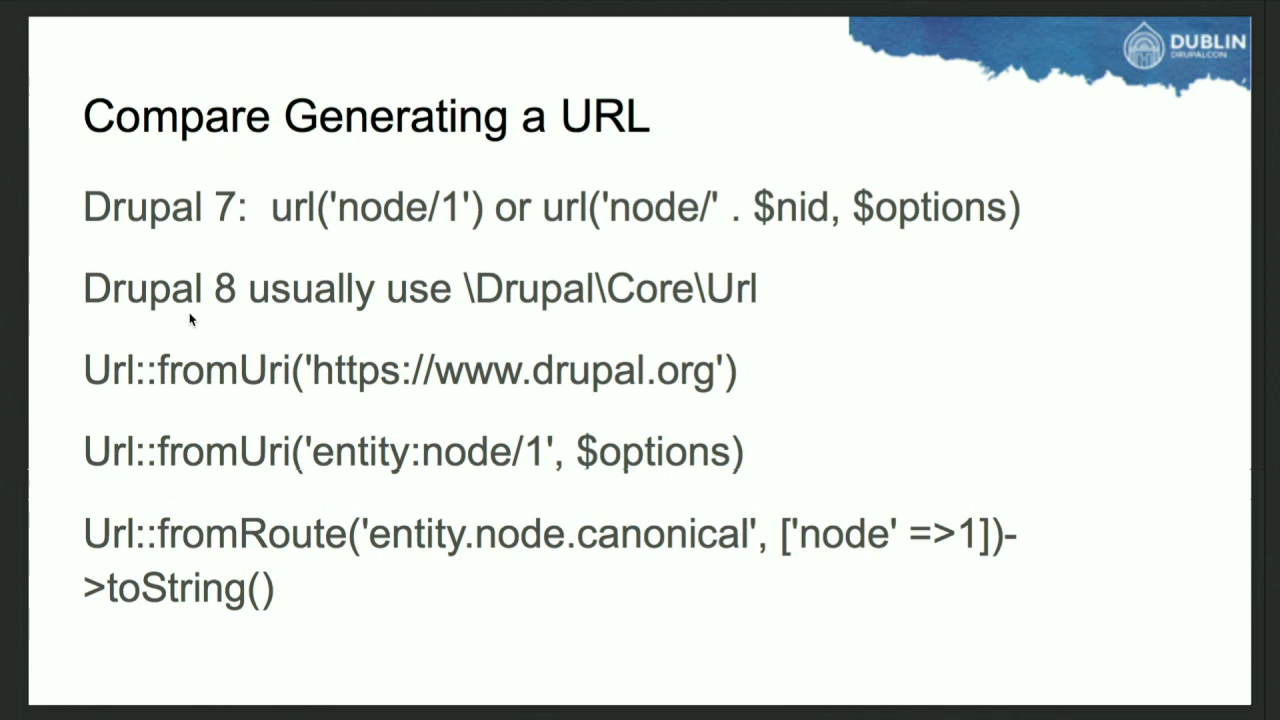 DUBLIN
DRUPALCON
Compare Generating a URL
Drupal 7:  url('node/1') or url('node/' . $nid, $options)
Drupal 8 usually use \Drupal\Core\Url
Url::fromUri('https://www.drupal.org')
Url::fromUri('entity:node/1', $options)
Url::fromRoute('entity.node.canonical', ['node' =>1])-
>toString()